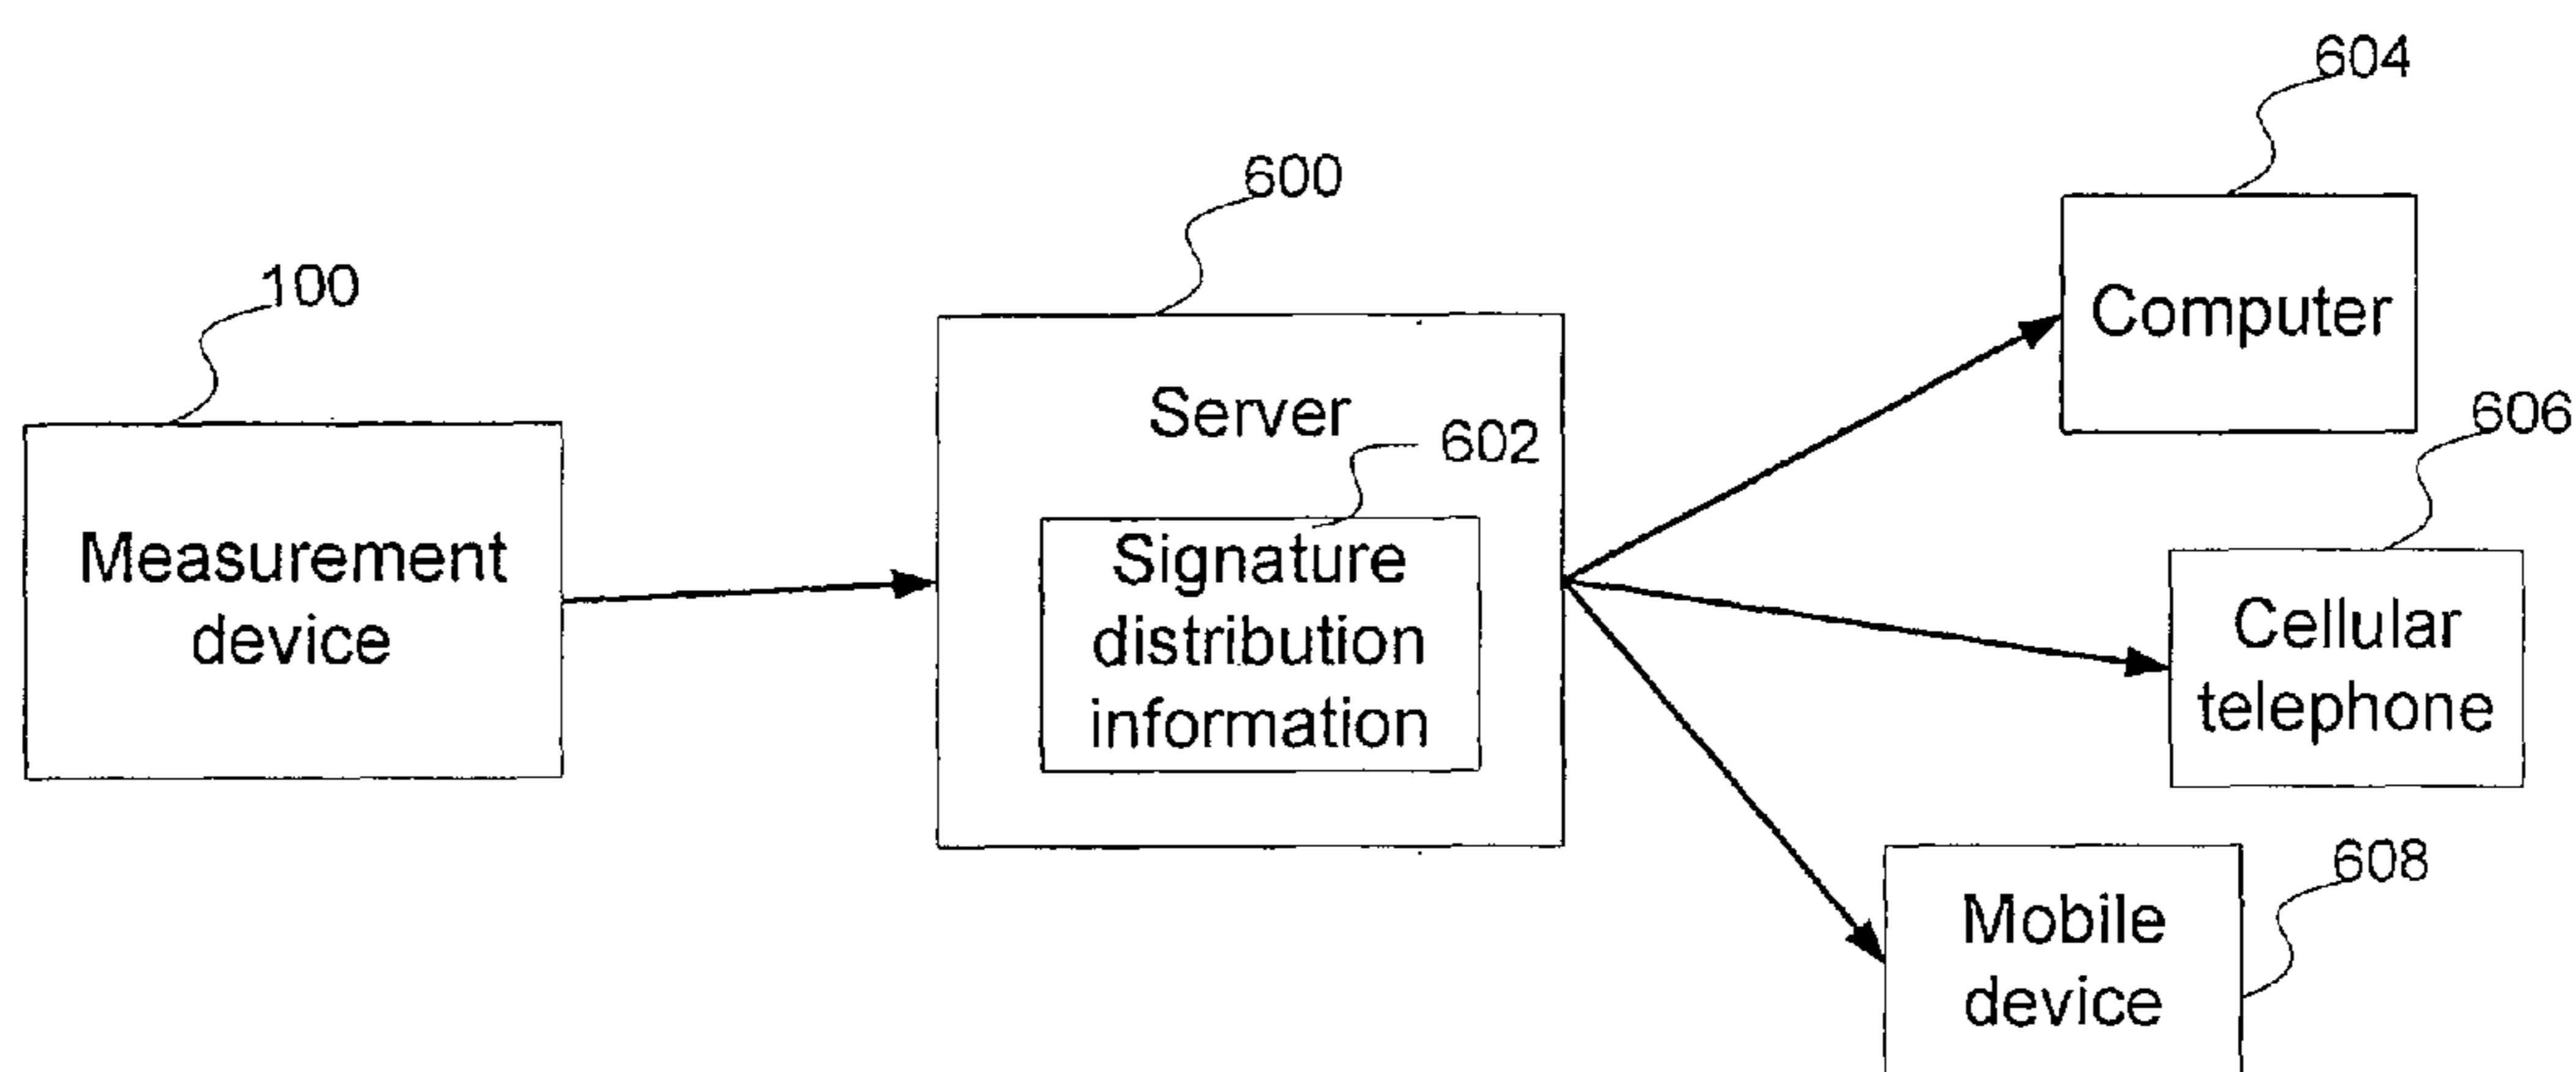 604
600
100
Computer
Server
606
602
Measurement
device
Signature
distribution
information
Cellular
telephone
608
Mobile
device